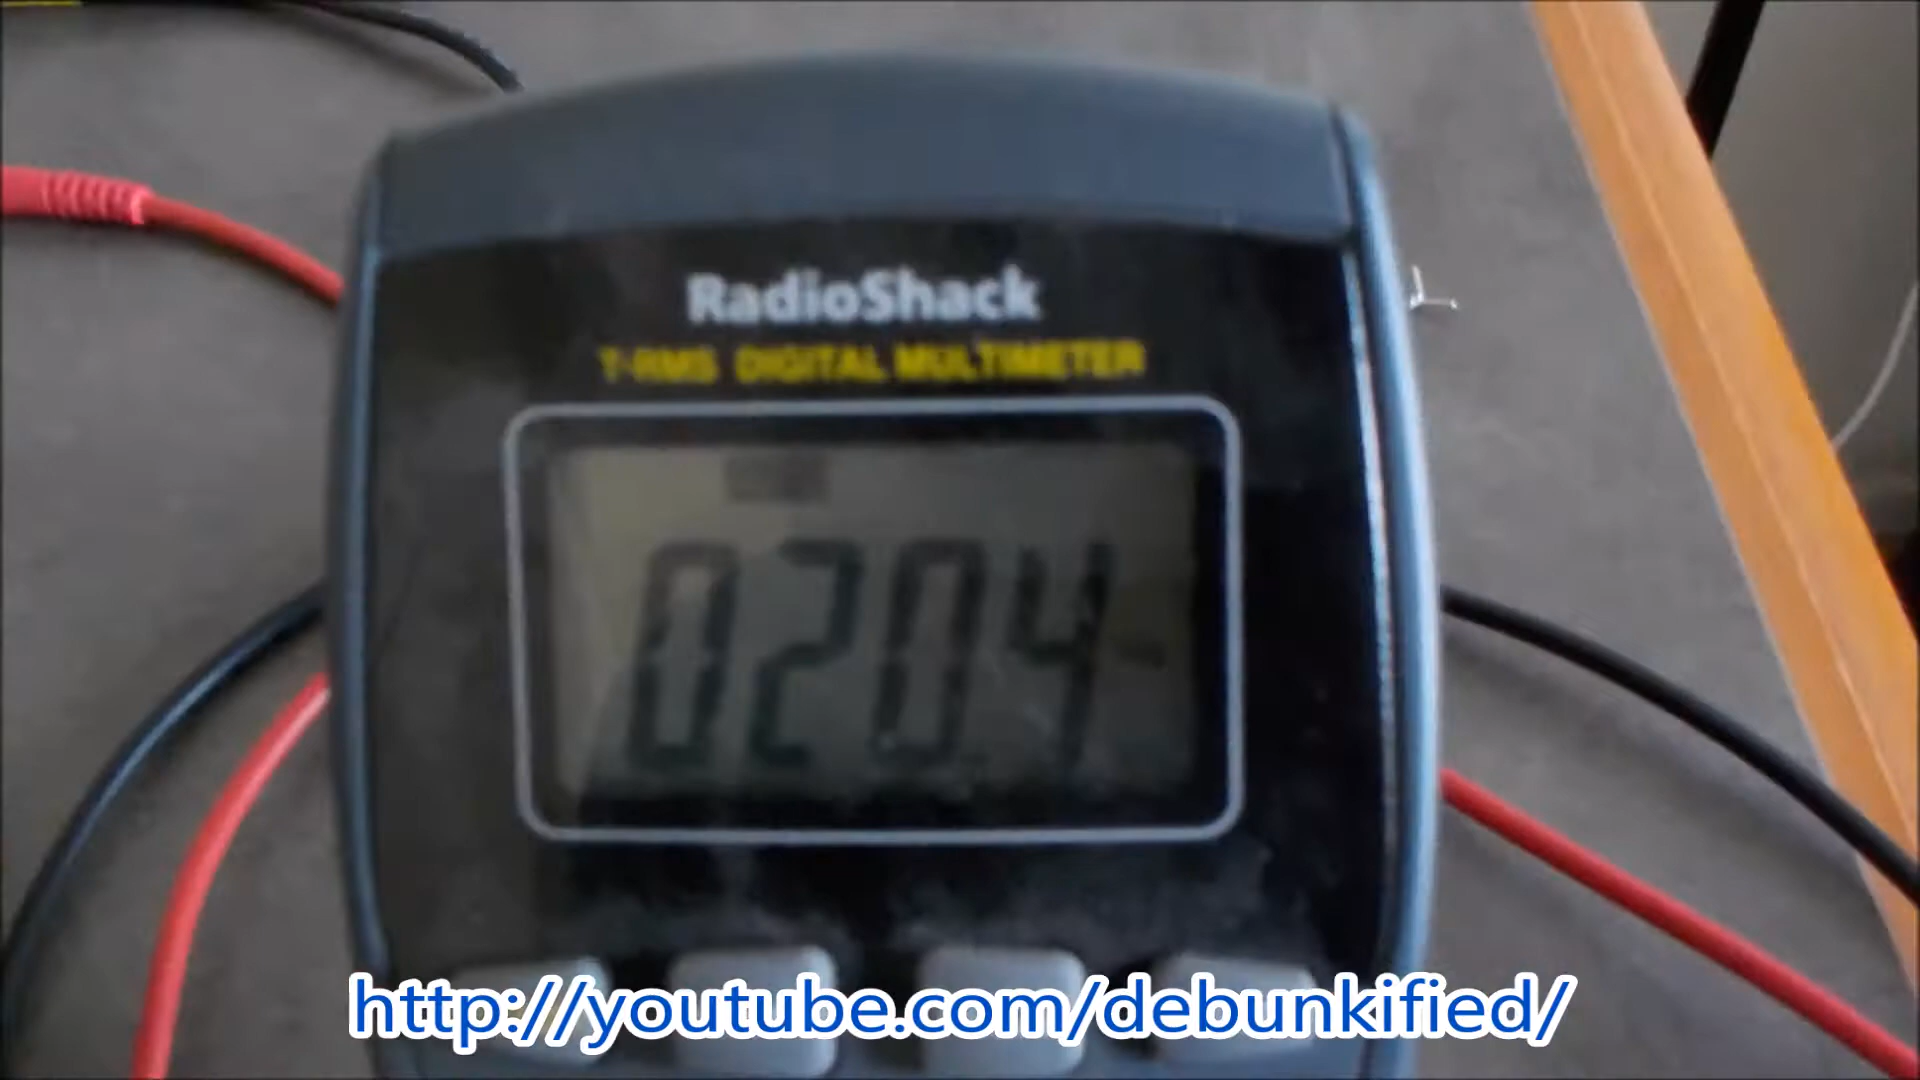 RadioShack
T-RMS DIGITAL MULTIMETER
020.4
http://youtube.com/debunkified/